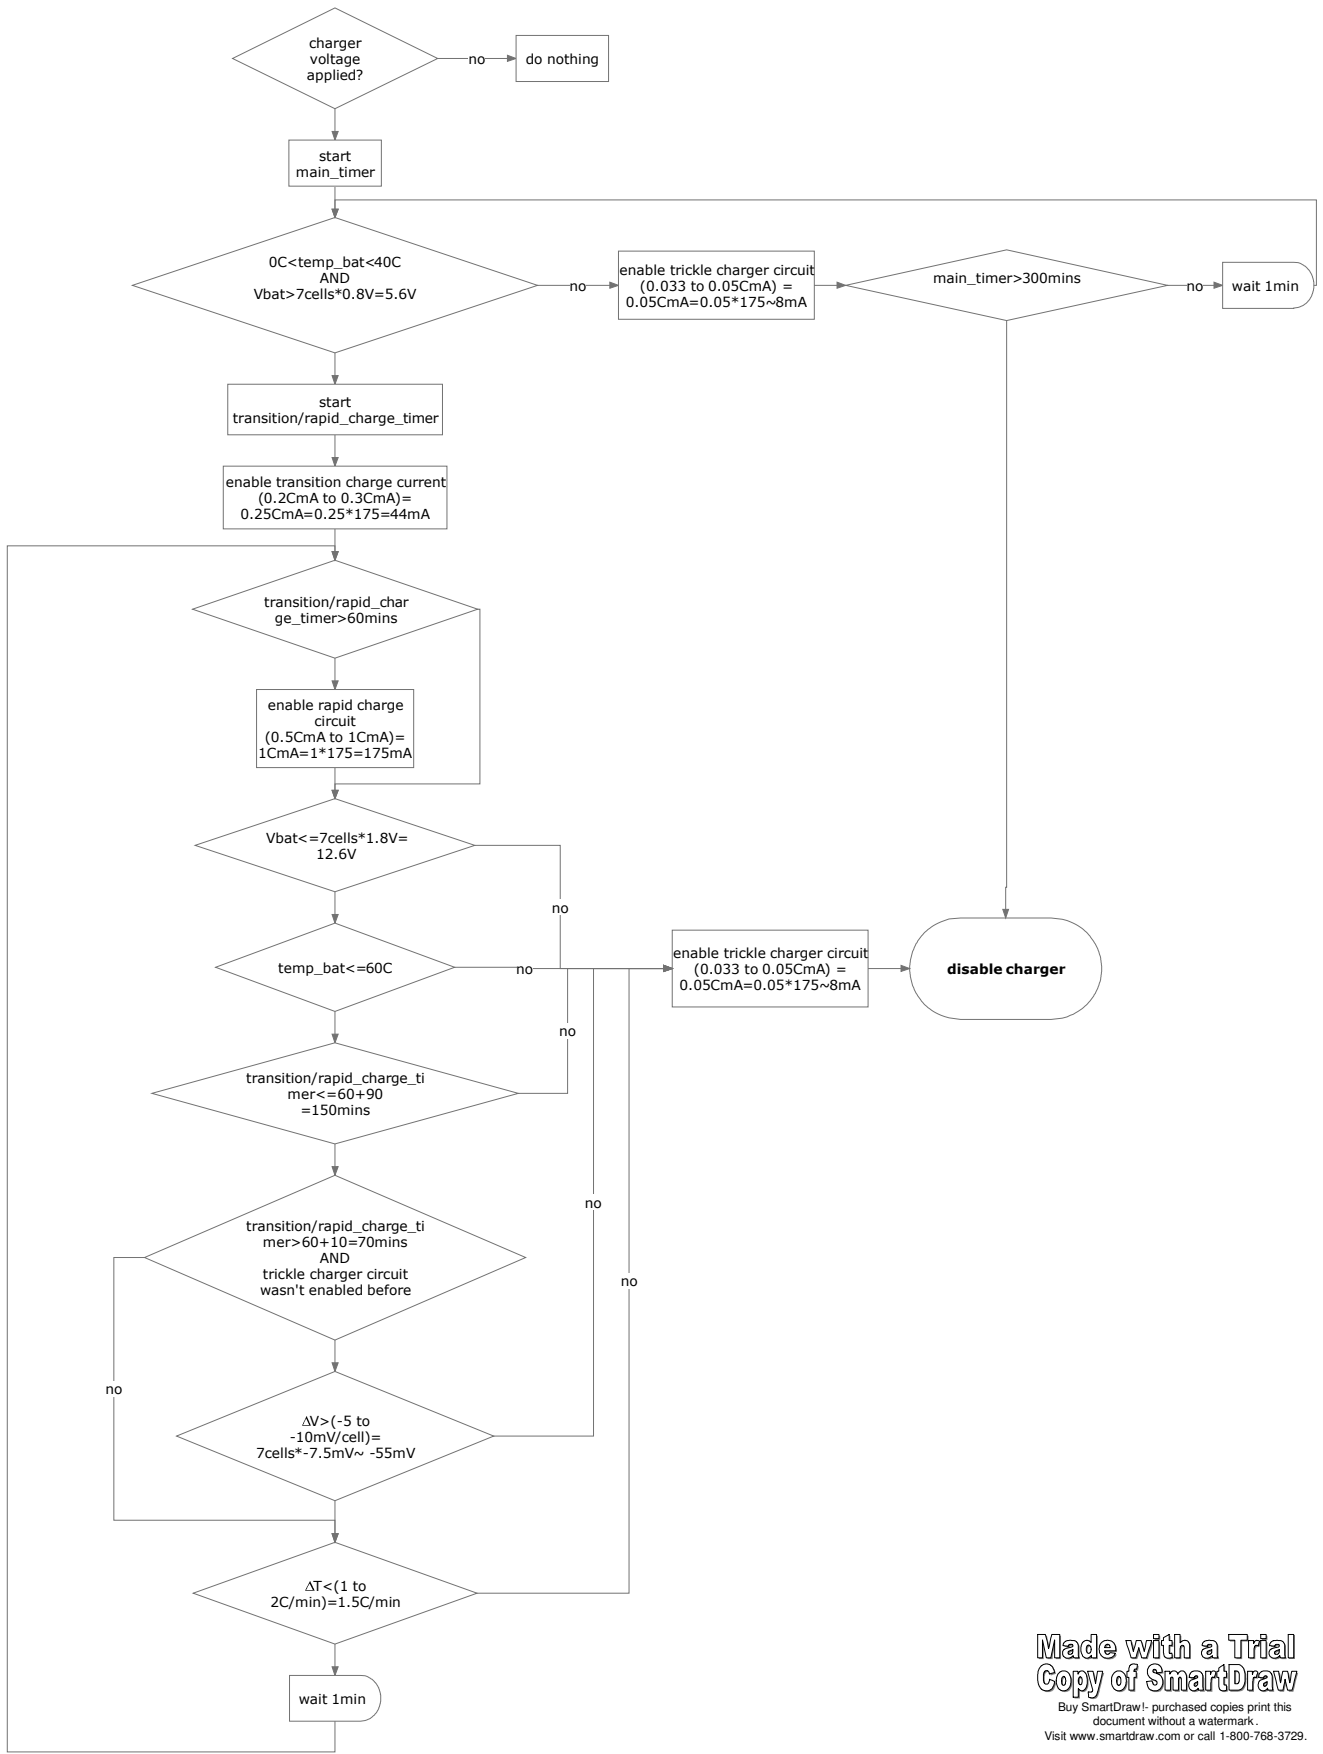 charger
voltage
applied?
no
do nothing
start
main_timer
0C<temp_bat<40C
AND
Vbat>7cells*0.8V=5.6V
no
enable trickle charger circuit
(0.033 to 0.05CmA) =
0.05CmA=0.05*175~8mA
main_timer>300mins
no
wait 1min
start
transition/rapid_charge_timer
enable transition charge current
(0.2CmA to 0.3CmA)=
0.25CmA=0.25*175=44mA
transition/rapid_char
ge_timer>60mins
enable rapid charge
circuit
(0.5CmA to 1CmA)=
1CmA=1*175=175mA
Vbat<=7cells*1.8V=
12.6V
no
temp_bat<=60C
no
enable trickle charger circuit
(0.033 to 0.05CmA) =
0.05CmA=0.05*175~8mA
disable charger
no
transition/rapid_charge_ti
mer<=60+90
=150mins
no
transition/rapid_charge_ti
mer>60+10=70mins
AND
trickle charger circuit
wasn't enabled before
no
no
ΔV>(-5 to
-10mV/cell)=
7cells*-7.5mV~ -55mV
ΔT<(1 to
2C/min)=1.5C/min
wait 1min
Made with a Trial
Copy of SmartDraw
Buy SmartDraw!- purchased copies print this
document without a watermark.
Visit www.smartdraw.com or call 1-800-768-3729.